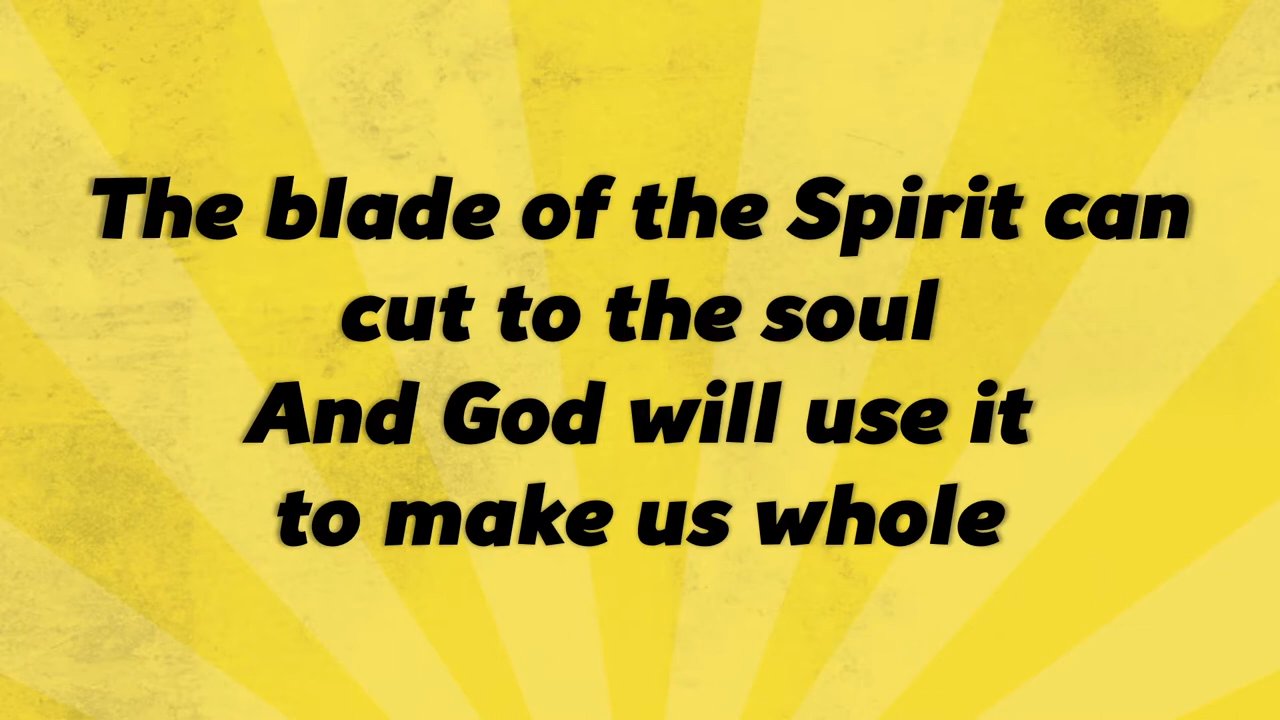 The blade of the Spirit can
cut to the soul
And God will use it
to make us whole